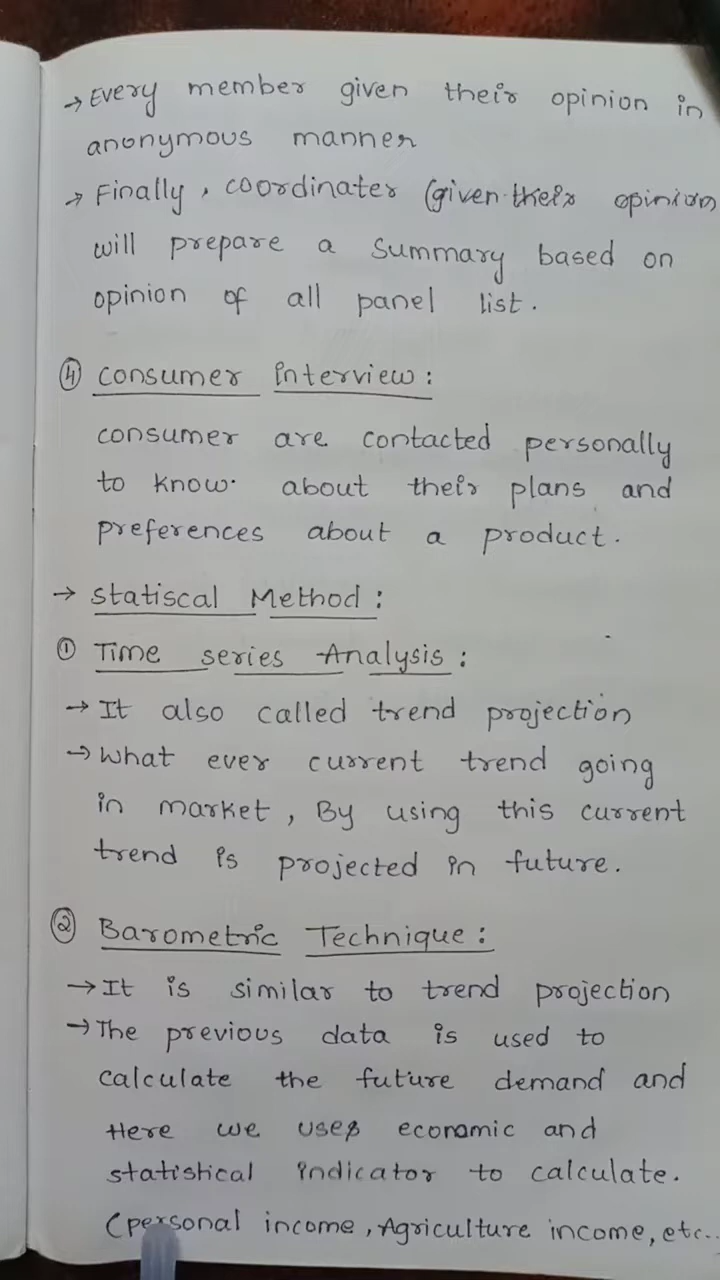 → Every member given their opinion in
anonymous manner
→ Finally, coordinater (given their opinion)
will prepare a summary based on
opinion of all panel list.
④ consumer interview:
consumer are contacted personally
to know about their plans and
preferences about a product.
→ Statiscal Method:
① Time series Analysis:
→ It also called trend projection
→ What ever current trend going
in market, By using this current
trend is projected in future.
② Barometric Technique:
→ It is similar to trend projection
→ The previous data is used to
calculate the future demand and
Here we uses economic and
statistical indicator to calculate.
(personal income, Agriculture income, etc..